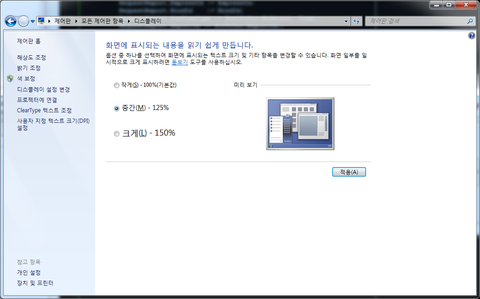 제어판 ▸ 모든 제어판 항목 ▸ 디스플레이
제어판 검색
제어판 홈
해상도 조정
밝기 조정
색 보정
디스플레이 설정 변경
프로젝터에 연결
ClearType 텍스트 조정
사용자 지정 텍스트 크기(DPI)
설정
화면에 표시되는 내용을 읽기 쉽게 만듭니다.
옵션 중 하나를 선택하여 화면에 표시되는 텍스트 크기 및 기타 항목을 변경할 수 있습니다. 화면 일부를 일
시적으로 크게 표시하려면 돋보기 도구를 사용하십시오.
작게(S) - 100%(기본값)
미리 보기
중간(M) - 125%
크게(L) - 150%
적용(A)
참고 항목
개인 설정
장치 및 프린터